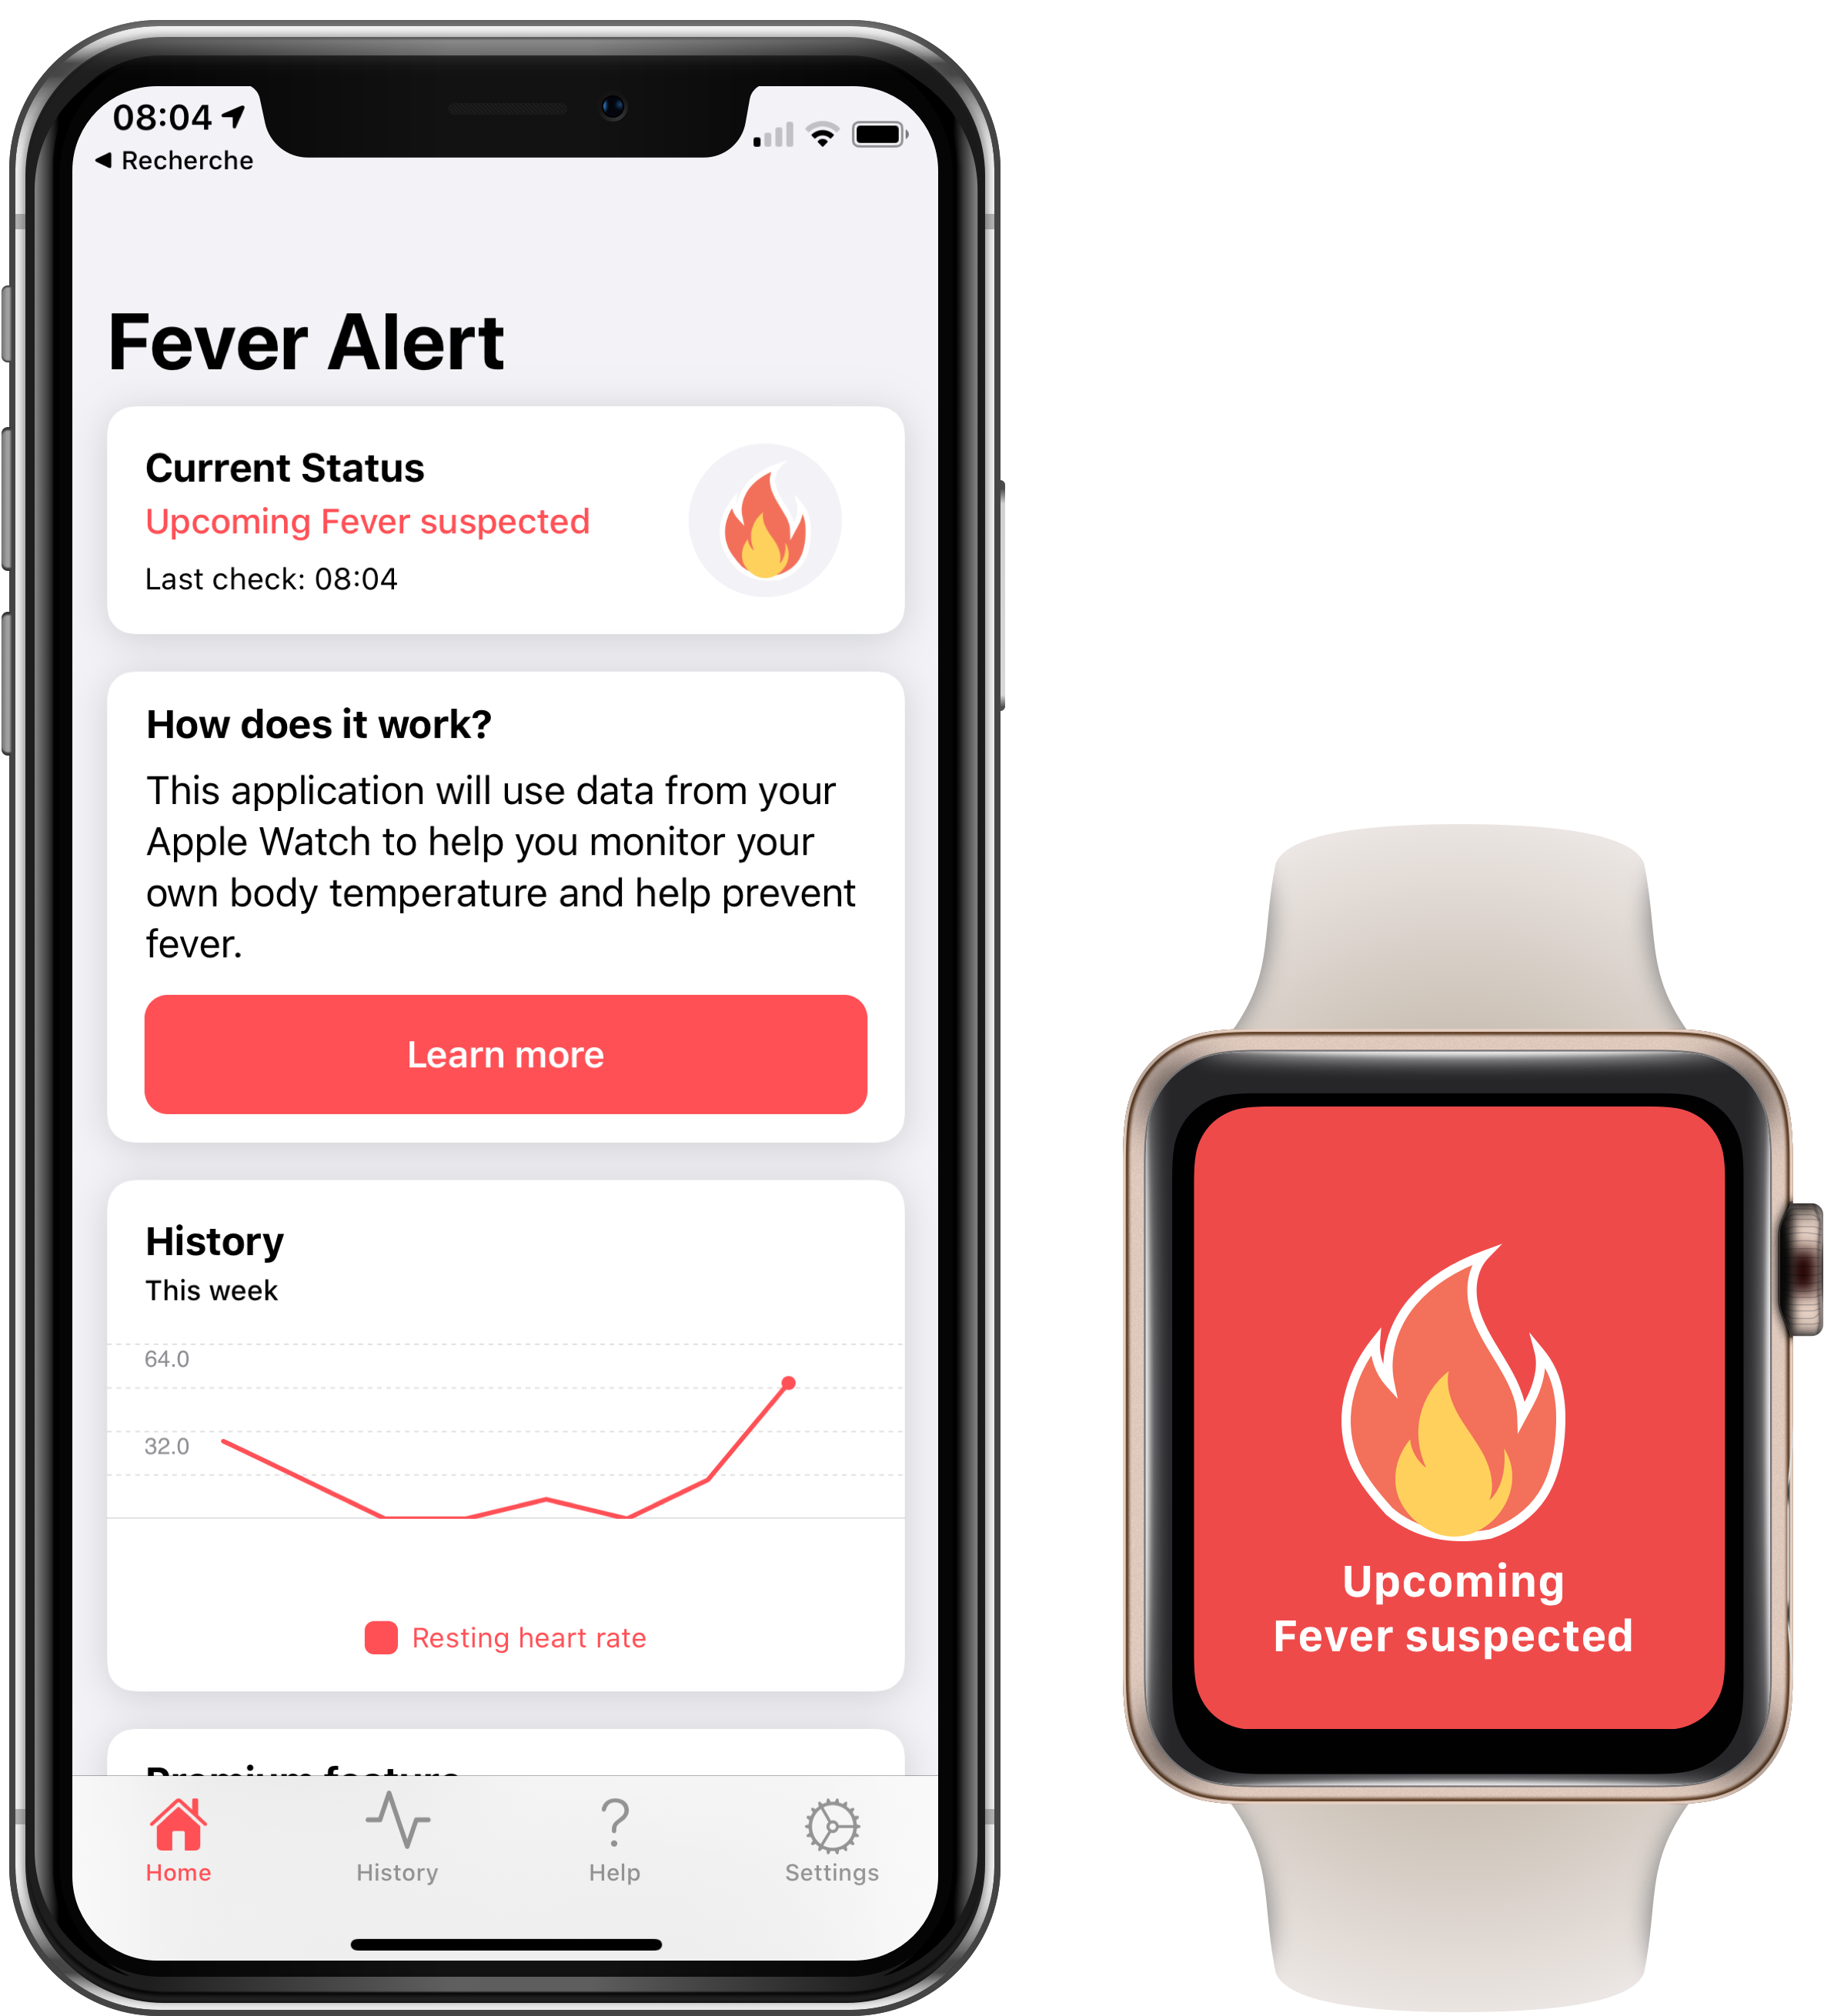 08:04
Recherche
Fever Alert
Current Status
Upcoming Fever suspected
Last check: 08:04
How does it work?
This application will use data from your
Apple Watch to help you monitor your
own body temperature and help prevent
fever.
Learn more
History
This week
64.0
32.0
Resting heart rate
Premium feature
Home
History
Help
Settings
Upcoming
Fever suspected